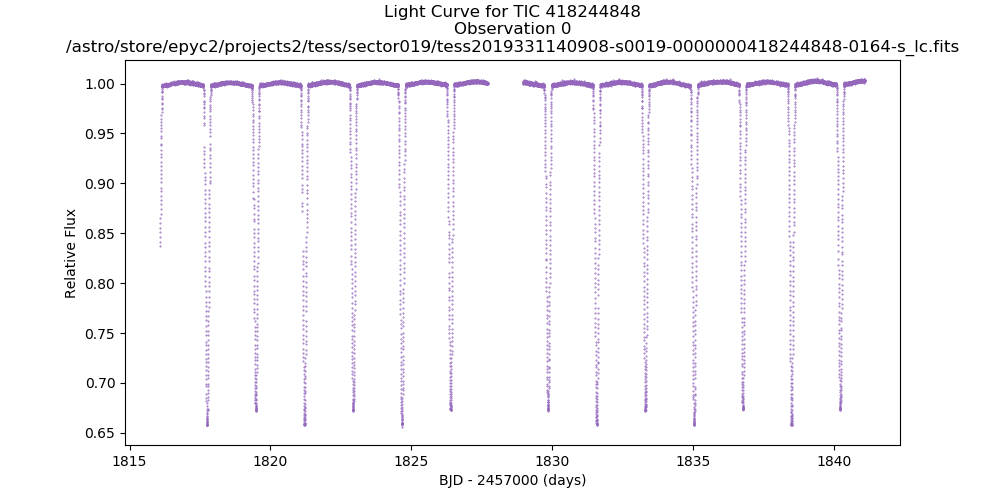 Light Curve for TIC 418244848
Observation 0
/astro/store/epyc2/projects2/tess/sector019/tess2019331140908-s0019-0000000418244848-0164-s_lc.fits
1.00
0.95
0.90
0.85
0.80
0.75
0.70
0.65
Relative Flux
1815 1820 1825 1830 1835 1840
BJD - 2457000 (days)